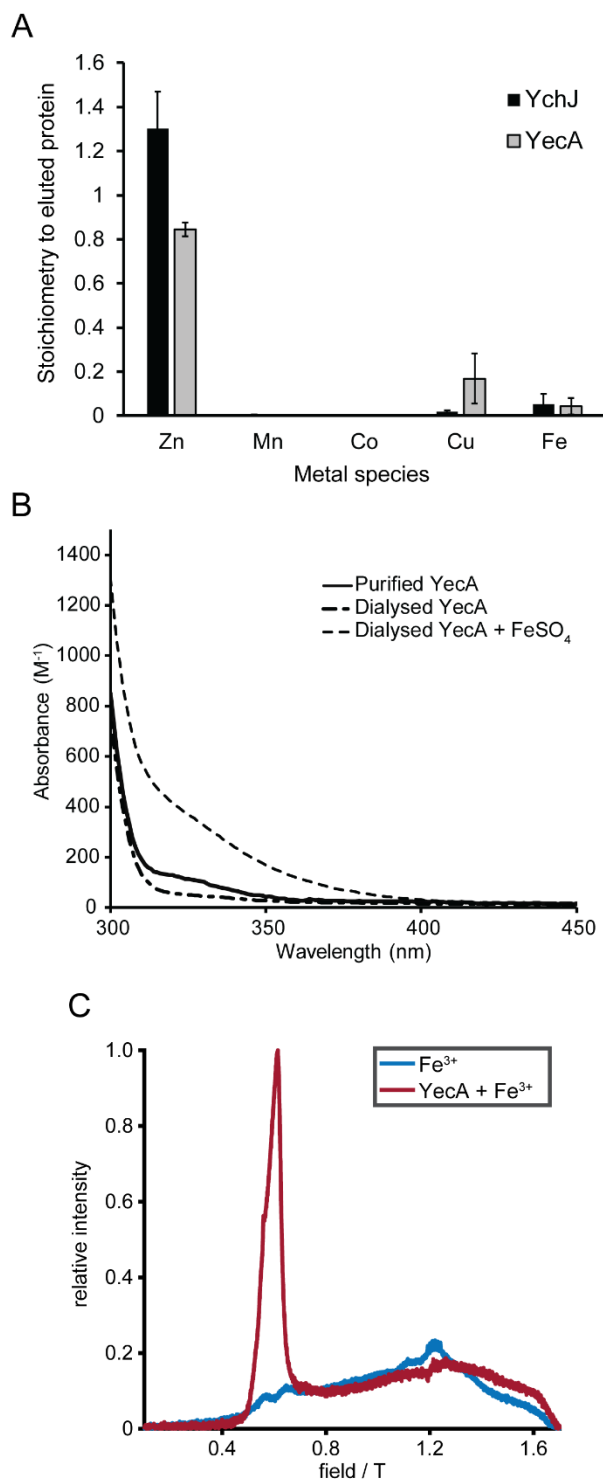 A
1.6
1.4
1.2
1
0.8
0.6
0.4
0.2
0
Stoichiometry to eluted protein
YchJ
YecA
Zn Mn Co Cu Fe
Metal species
B
1400
1200
1000
800
600
400
200
0
Absorbance (M⁻¹)
Purified YecA
Dialysed YecA
Dialysed YecA + FeSO₄
300 350 400 450
Wavelength (nm)
C
1.0
0.8
0.6
0.4
0.2
0
relative intensity
Fe³⁺
YecA + Fe³⁺
0.4 0.8 1.2 1.6
field / T